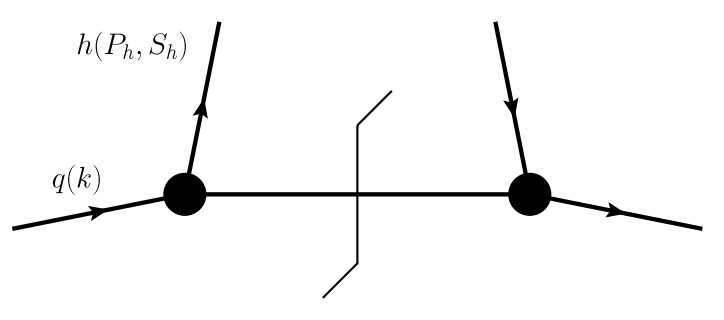 h(P_h, S_h)
q(k)